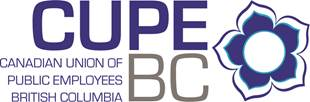 CUPE
CANADIAN UNION OF
PUBLIC EMPLOYEES
BRITISH COLUMBIA
BC